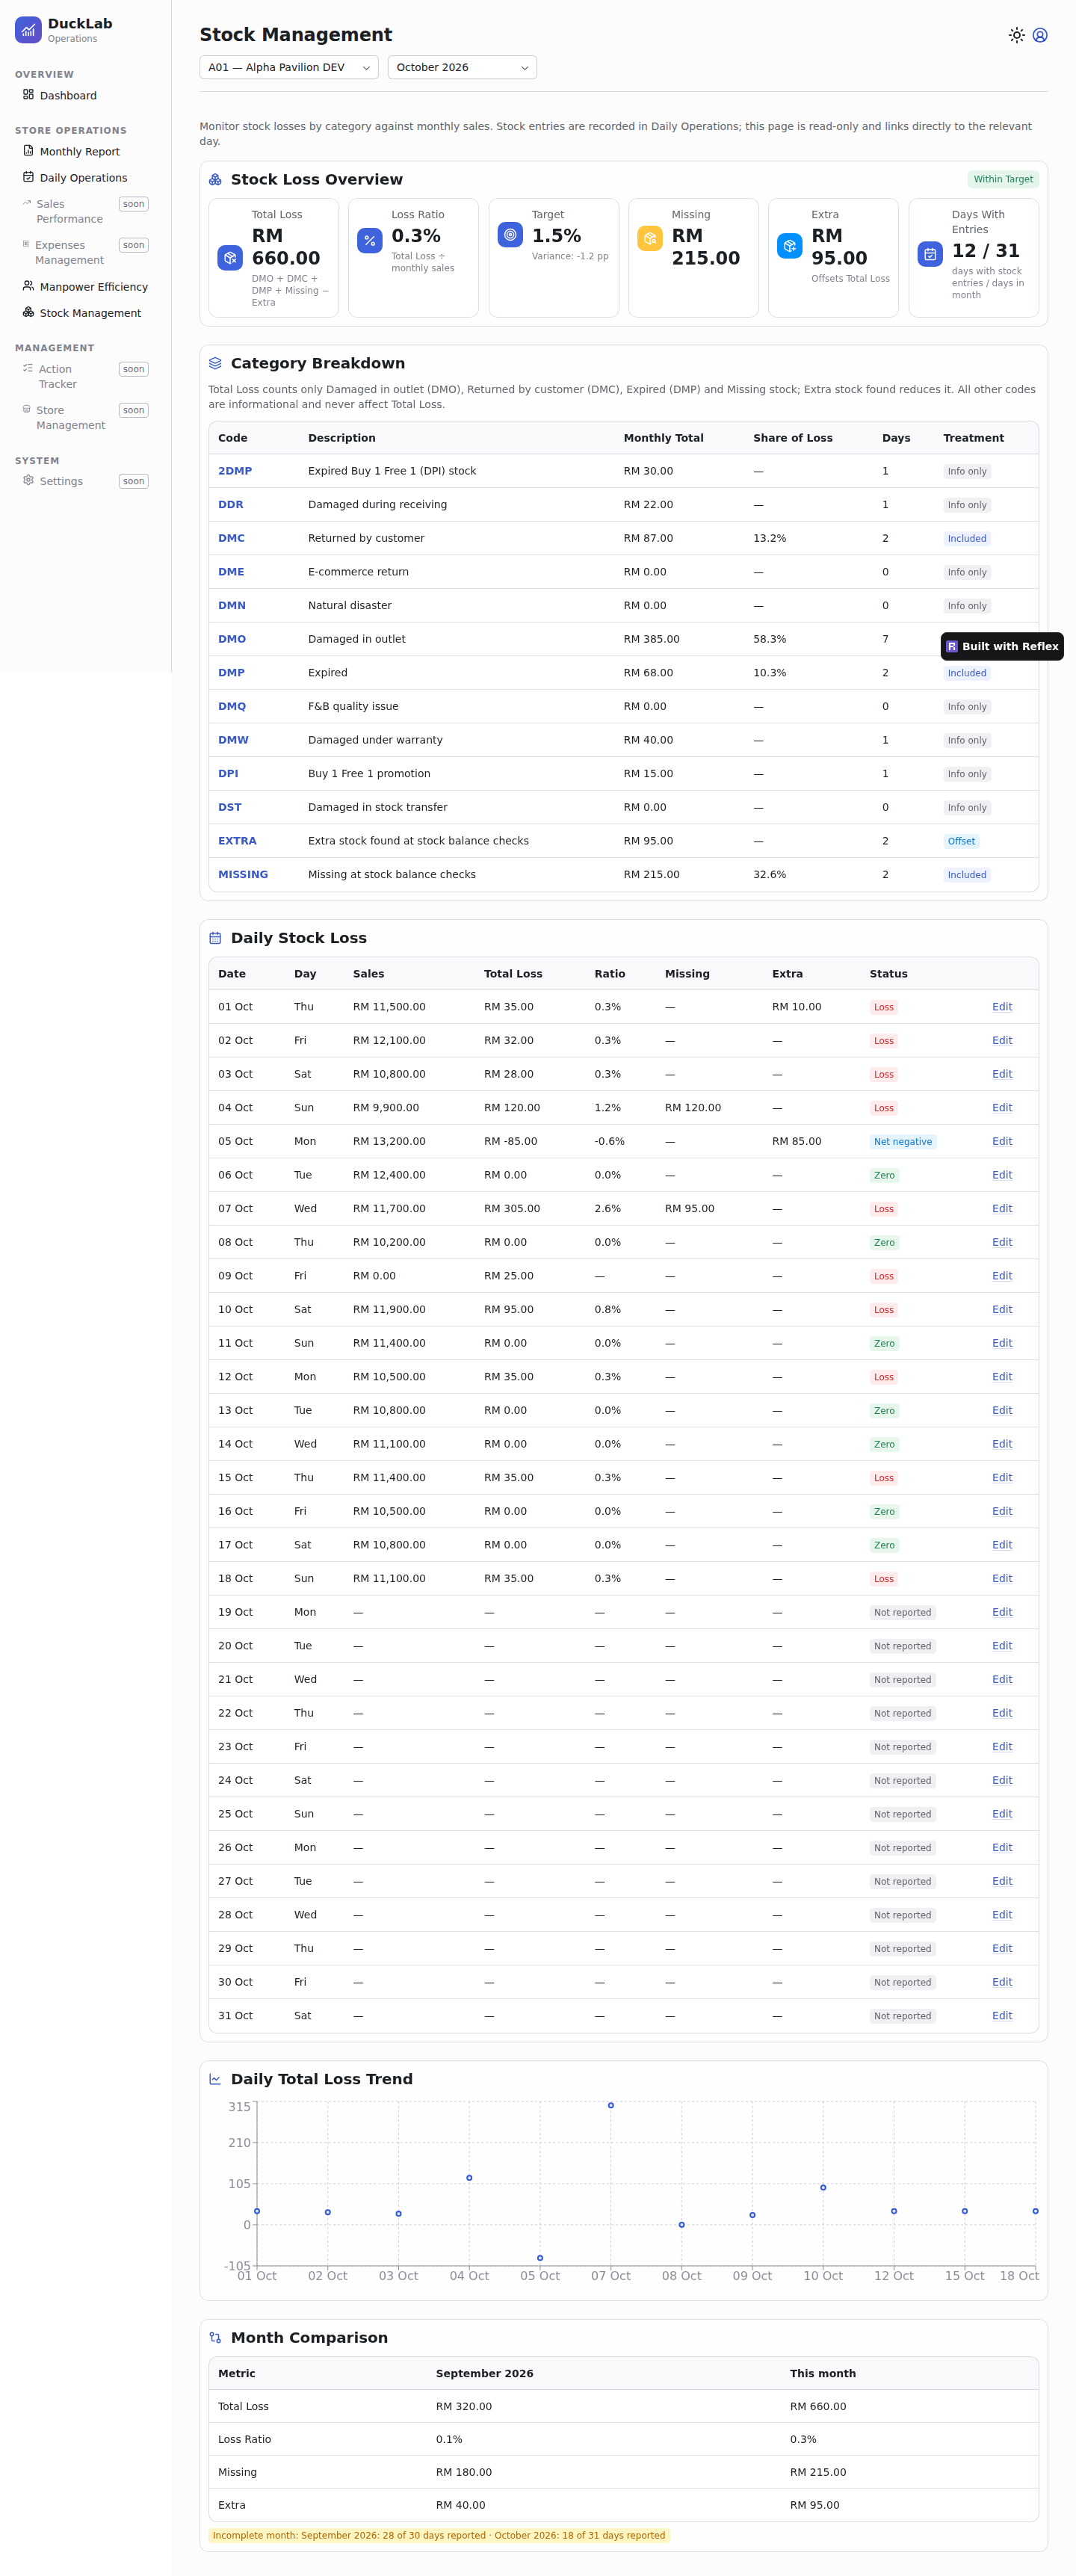 DuckLab
Operations
OVERVIEW
Dashboard
STORE OPERATIONS
Monthly Report
Daily Operations
Sales
Performance
soon
Expenses
Management
soon
Manpower Efficiency
Stock Management
MANAGEMENT
Action
Tracker
soon
Store
Management
soon
SYSTEM
Settings
soon
Stock Management
A01 — Alpha Pavilion DEV
October 2026
Monitor stock losses by category against monthly sales. Stock entries are recorded in Daily Operations; this page is read-only and links directly to the relevant
day.
Stock Loss Overview
Within Target
Total Loss
RM
660.00
DMO + DMC +
DMP + Missing −
Extra
Loss Ratio
0.3%
Total Loss ÷
monthly sales
Target
1.5%
Variance: -1.2 pp
Missing
RM
215.00
Extra
RM
95.00
Offsets Total Loss
Days With
Entries
12 / 31
days with stock
entries / days in
month
Category Breakdown
Total Loss counts only Damaged in outlet (DMO), Returned by customer (DMC), Expired (DMP) and Missing stock; Extra stock found reduces it. All other codes
are informational and never affect Total Loss.
Code Description Monthly Total Share of Loss Days Treatment
2DMP Expired Buy 1 Free 1 (DPI) stock RM 30.00 — 1 Info only
DDR Damaged during receiving RM 22.00 — 1 Info only
DMC Returned by customer RM 87.00 13.2% 2 Included
DME E-commerce return RM 0.00 — 0 Info only
DMN Natural disaster RM 0.00 — 0 Info only
DMO Damaged in outlet RM 385.00 58.3% 7
Built with Reflex
DMP Expired RM 68.00 10.3% 2 Included
DMQ F&B quality issue RM 0.00 — 0 Info only
DMW Damaged under warranty RM 40.00 — 1 Info only
DPI Buy 1 Free 1 promotion RM 15.00 — 1 Info only
DST Damaged in stock transfer RM 0.00 — 0 Info only
EXTRA Extra stock found at stock balance checks RM 95.00 — 2 Offset
MISSING Missing at stock balance checks RM 215.00 32.6% 2 Included
Daily Stock Loss
Date Day Sales Total Loss Ratio Missing Extra Status
01 Oct Thu RM 11,500.00 RM 35.00 0.3% — RM 10.00 Loss Edit
02 Oct Fri RM 12,100.00 RM 32.00 0.3% — — Loss Edit
03 Oct Sat RM 10,800.00 RM 28.00 0.3% — — Loss Edit
04 Oct Sun RM 9,900.00 RM 120.00 1.2% RM 120.00 — Loss Edit
05 Oct Mon RM 13,200.00 RM -85.00 -0.6% — RM 85.00 Net negative Edit
06 Oct Tue RM 12,400.00 RM 0.00 0.0% — — Zero Edit
07 Oct Wed RM 11,700.00 RM 305.00 2.6% RM 95.00 — Loss Edit
08 Oct Thu RM 10,200.00 RM 0.00 0.0% — — Zero Edit
09 Oct Fri RM 0.00 RM 25.00 — — — Loss Edit
10 Oct Sat RM 11,900.00 RM 95.00 0.8% — — Loss Edit
11 Oct Sun RM 11,400.00 RM 0.00 0.0% — — Zero Edit
12 Oct Mon RM 10,500.00 RM 35.00 0.3% — — Loss Edit
13 Oct Tue RM 10,800.00 RM 0.00 0.0% — — Zero Edit
14 Oct Wed RM 11,100.00 RM 0.00 0.0% — — Zero Edit
15 Oct Thu RM 11,400.00 RM 35.00 0.3% — — Loss Edit
16 Oct Fri RM 10,500.00 RM 0.00 0.0% — — Zero Edit
17 Oct Sat RM 10,800.00 RM 0.00 0.0% — — Zero Edit
18 Oct Sun RM 11,100.00 RM 35.00 0.3% — — Loss Edit
19 Oct Mon — — — — — Not reported Edit
20 Oct Tue — — — — — Not reported Edit
21 Oct Wed — — — — — Not reported Edit
22 Oct Thu — — — — — Not reported Edit
23 Oct Fri — — — — — Not reported Edit
24 Oct Sat — — — — — Not reported Edit
25 Oct Sun — — — — — Not reported Edit
26 Oct Mon — — — — — Not reported Edit
27 Oct Tue — — — — — Not reported Edit
28 Oct Wed — — — — — Not reported Edit
29 Oct Thu — — — — — Not reported Edit
30 Oct Fri — — — — — Not reported Edit
31 Oct Sat — — — — — Not reported Edit
Daily Total Loss Trend
315
210
105
0
-105
01 Oct 02 Oct 03 Oct 04 Oct 05 Oct 07 Oct 08 Oct 09 Oct 10 Oct 12 Oct 15 Oct 18 Oct
Month Comparison
Metric September 2026 This month
Total Loss RM 320.00 RM 660.00
Loss Ratio 0.1% 0.3%
Missing RM 180.00 RM 215.00
Extra RM 40.00 RM 95.00
Incomplete month: September 2026: 28 of 30 days reported · October 2026: 18 of 31 days reported